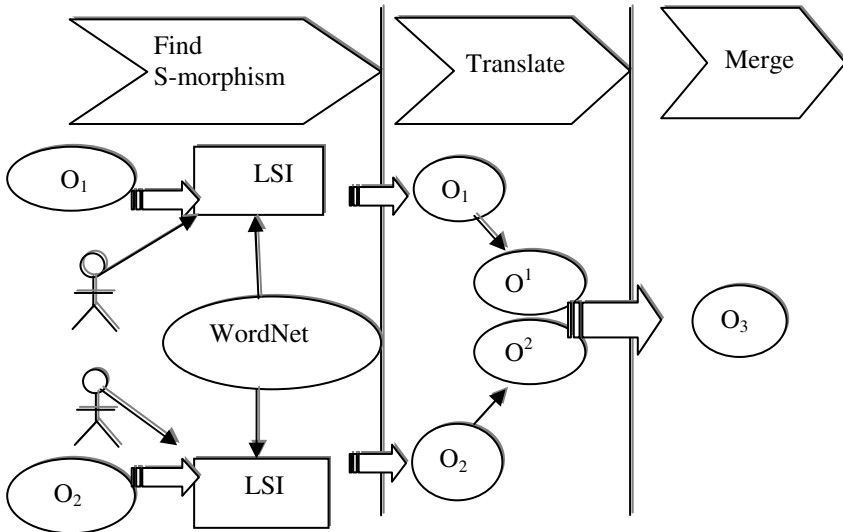 Find
S-morphism
Translate
Merge
O₁
LSI
O₁
O¹
WordNet
O²
O₃
O₂
LSI
O₂